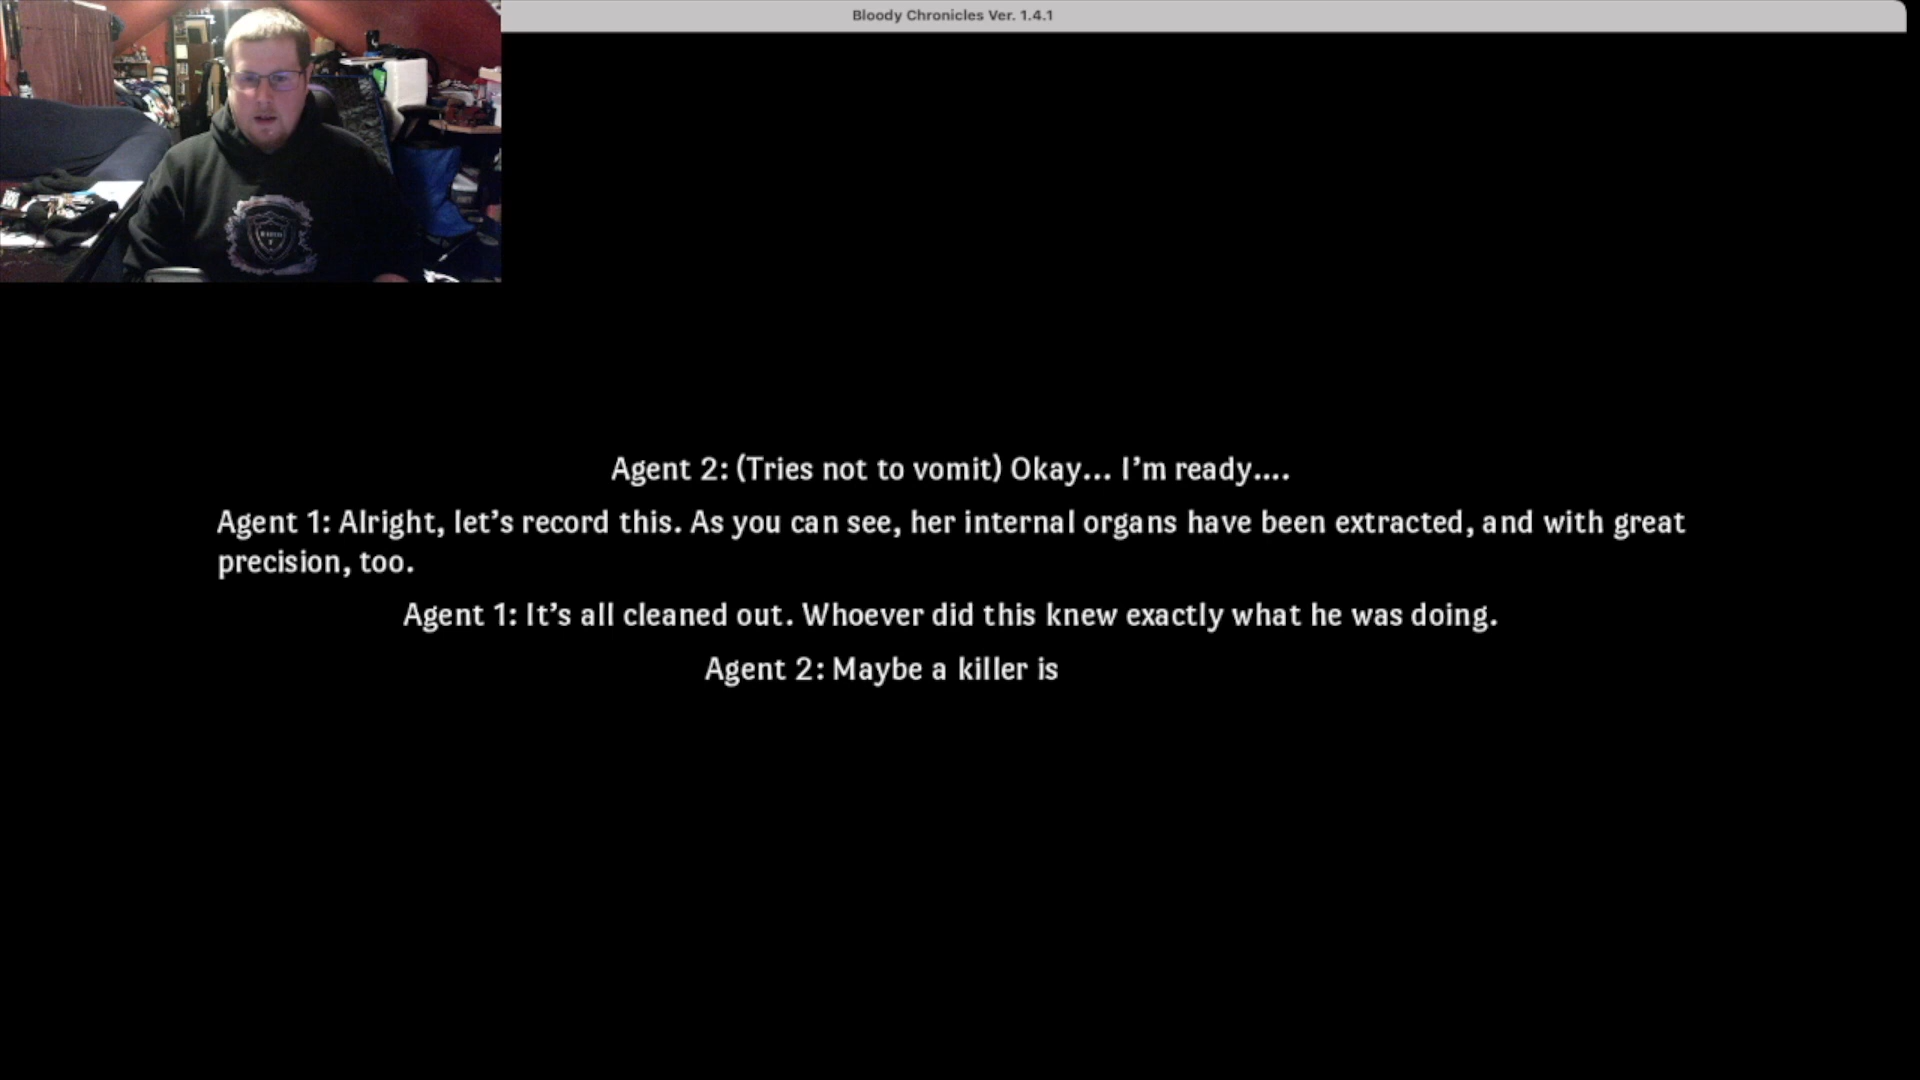 Bloody Chronicles Ver. 1.4.1
Agent 2: (Tries not to vomit) Okay... I’m ready....
Agent 1: Alright, let’s record this. As you can see, her internal organs have been extracted, and with great
precision, too.
Agent 1: It’s all cleaned out. Whoever did this knew exactly what he was doing.
Agent 2: Maybe a killer is